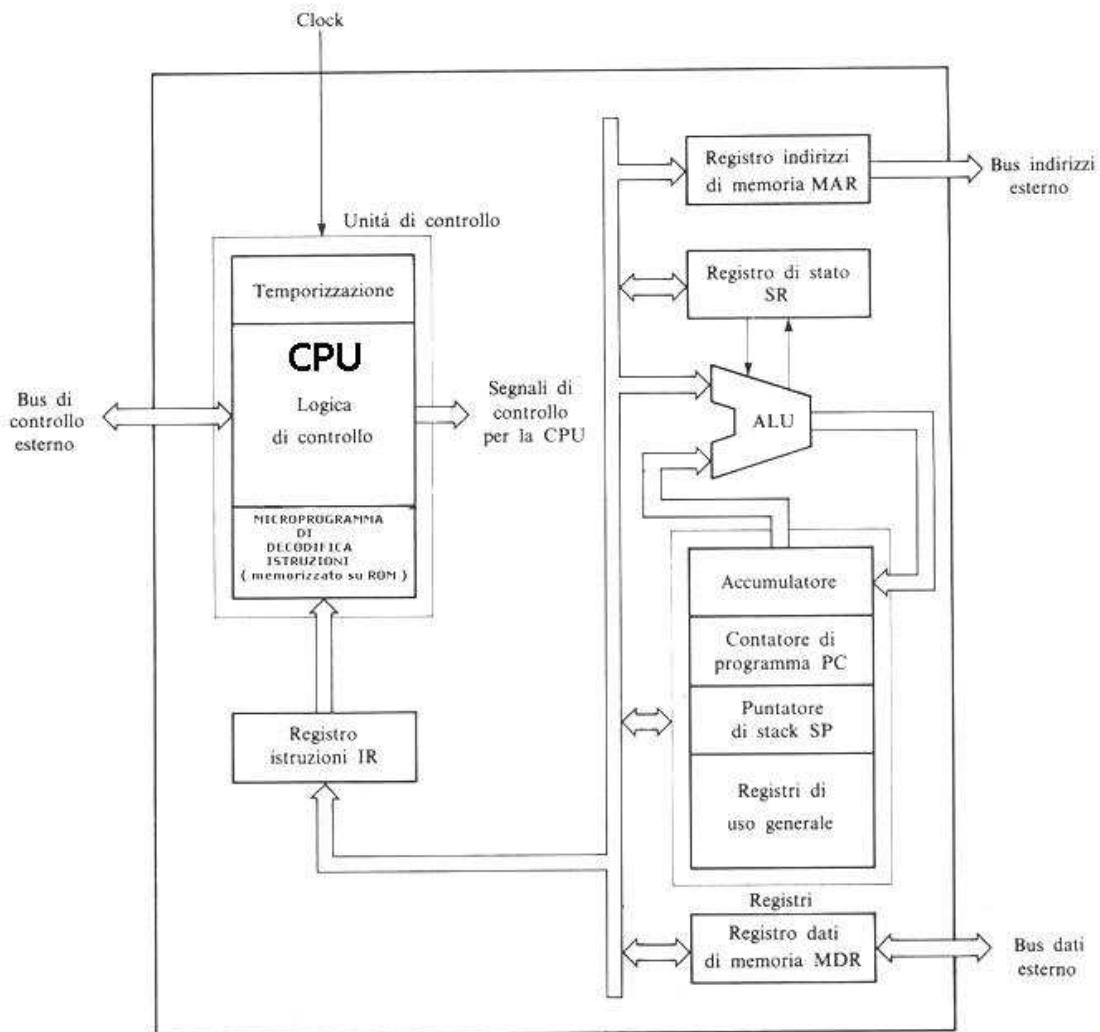 Clock
Registro indirizzi
di memoria MAR
Bus indirizzi
esterno
Unitá di controllo
Temporizzazione
Registro di stato
SR
CPU
Logica
di controllo
Bus di
controllo
esterno
Segnali di
controllo
per la CPU
ALU
MICROPROGRAMMA
DI
DECODIFICA
ISTRUZIONI
( memorizzato su ROM )
Accumulatore
Contatore di
programma PC
Puntatore
di stack SP
Registro
istruzioni IR
Registri di
uso generale
Registri
Registro dati
di memoria MDR
Bus dati
esterno